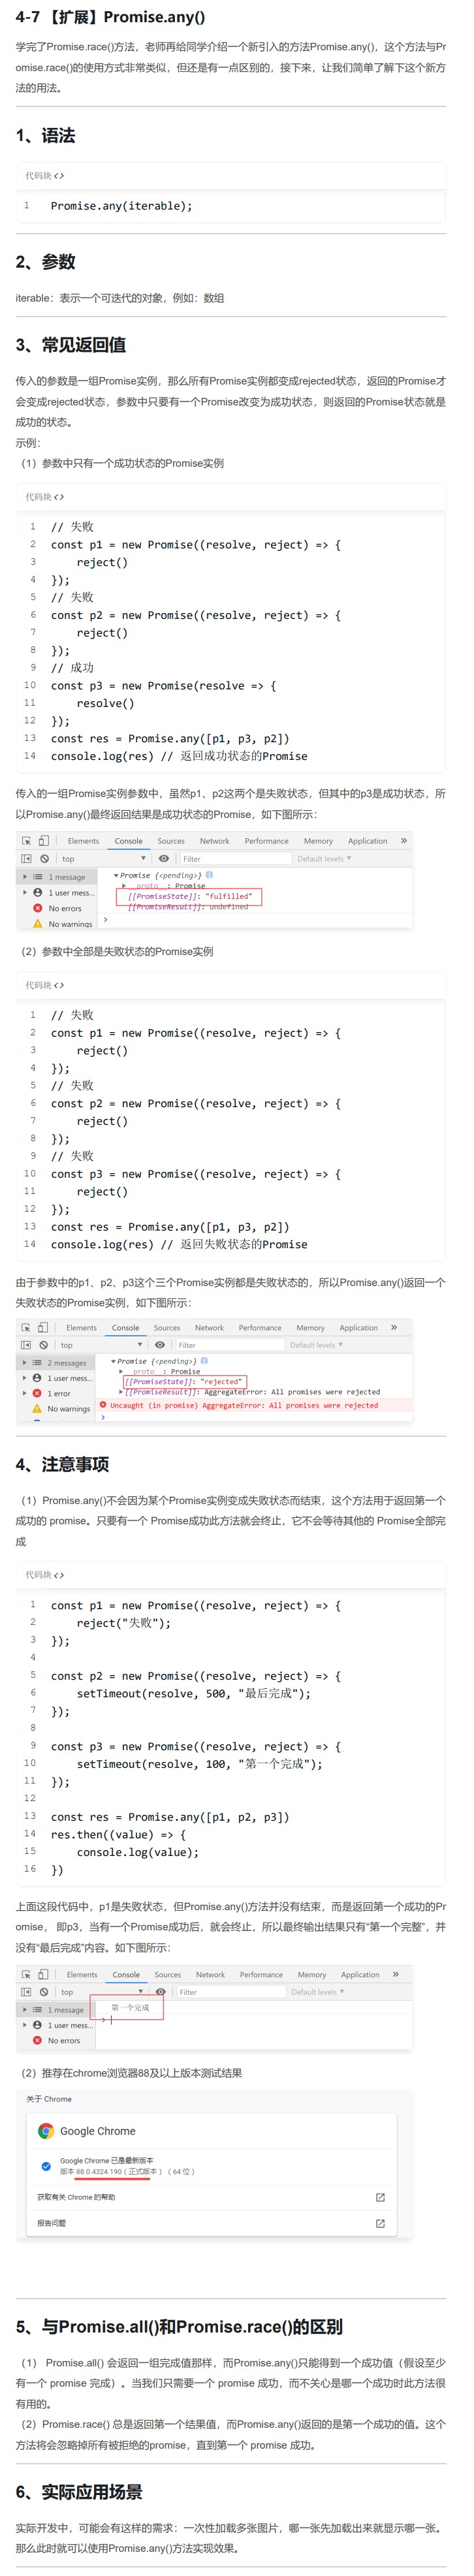 4-7 【扩展】Promise.any()
学完了Promise.race()方法，老师再给同学介绍一个新引入的方法Promise.any()，这个方法与Pr
omise.race()的使用方式非常类似，但还是有一点区别的，接下来，让我们简单了解下这个新方
法的用法。
1、语法
代码块<>
1 Promise.any(iterable);
2、参数
iterable：表示一个可迭代的对象，例如：数组
3、常见返回值
传入的参数是一组Promise实例，那么所有Promise实例都变成rejected状态，返回的Promise才
会变成rejected状态，参数中只要有一个Promise改变为成功状态，则返回的Promise状态就是
成功的状态。
示例：
（1）参数中只有一个成功状态的Promise实例
代码块<>
1 // 失败
2 const p1 = new Promise((resolve, reject) => {
3     reject()
4 });
5 // 失败
6 const p2 = new Promise((resolve, reject) => {
7     reject()
8 });
9 // 成功
10 const p3 = new Promise(resolve => {
11     resolve()
12 });
13 const res = Promise.any([p1, p3, p2])
14 console.log(res) // 返回成功状态的Promise
传入的一组Promise实例参数中，虽然p1、p2这两个是失败状态，但其中的p3是成功状态，所
以Promise.any()最终返回结果是成功状态的Promise，如下图所示：
Elements Console Sources Network Performance Memory Application »
top Filter Default levels ▼
1 message
1 user mess...
No errors
No warnings
▼Promise {<pending>}
▶ __proto__: Promise
[[PromiseState]]: "fulfilled"
[[PromiseResult]]: undefined
（2）参数中全部是失败状态的Promise实例
代码块<>
1 // 失败
2 const p1 = new Promise((resolve, reject) => {
3     reject()
4 });
5 // 失败
6 const p2 = new Promise((resolve, reject) => {
7     reject()
8 });
9 // 失败
10 const p3 = new Promise((resolve, reject) => {
11     reject()
12 });
13 const res = Promise.any([p1, p3, p2])
14 console.log(res) // 返回失败状态的Promise
由于参数中的p1、p2、p3这个三个Promise实例都是失败状态的，所以Promise.any()返回一个
失败状态的Promise实例，如下图所示：
Elements Console Sources Network Performance Memory Application »
top Filter Default levels ▼
2 messages
1 user mess...
1 error
No warnings
▼Promise {<pending>}
▶ __proto__: Promise
[[PromiseState]]: "rejected"
▶[[PromiseResult]]: AggregateError: All promises were rejected
Uncaught (in promise) AggregateError: All promises were rejected
4、注意事项
（1）Promise.any()不会因为某个Promise实例变成失败状态而结束，这个方法用于返回第一个
成功的 promise。只要有一个 Promise成功此方法就会终止，它不会等待其他的 Promise全部完
成
代码块<>
1 const p1 = new Promise((resolve, reject) => {
2     reject("失败");
3 });
4
5 const p2 = new Promise((resolve, reject) => {
6     setTimeout(resolve, 500, "最后完成");
7 });
8
9 const p3 = new Promise((resolve, reject) => {
10     setTimeout(resolve, 100, "第一个完成");
11 });
12
13 const res = Promise.any([p1, p2, p3])
14 res.then((value) => {
15     console.log(value);
16 })
上面这段代码中，p1是失败状态，但Promise.any()方法并没有结束，而是返回第一个成功的Pr
omise， 即p3，当有一个Promise成功后，就会终止，所以最终输出结果只有“第一个完整”，并
没有“最后完成”内容。如下图所示：
Elements Console Sources Network Performance Memory Application »
top Filter Default levels ▼
1 message
1 user mess...
No errors
第一个完成
（2）推荐在chrome浏览器88及以上版本测试结果
关于 Chrome
Google Chrome
Google Chrome 已是最新版本
版本 88.0.4324.190（正式版本）（64 位）
获取有关 Chrome 的帮助
报告问题
5、与Promise.all()和Promise.race()的区别
（1） Promise.all() 会返回一组完成值那样，而Promise.any()只能得到一个成功值（假设至少
有一个 promise 完成）。当我们只需要一个 promise 成功，而不关心是哪一个成功时此方法很
有用的。
（2）Promise.race() 总是返回第一个结果值，而Promise.any()返回的是第一个成功的值。这个
方法将会忽略掉所有被拒绝的promise，直到第一个 promise 成功。
6、实际应用场景
实际开发中，可能会有这样的需求：一次性加载多张图片，哪一张先加载出来就显示哪一张。
那么此时就可以使用Promise.any()方法实现效果。